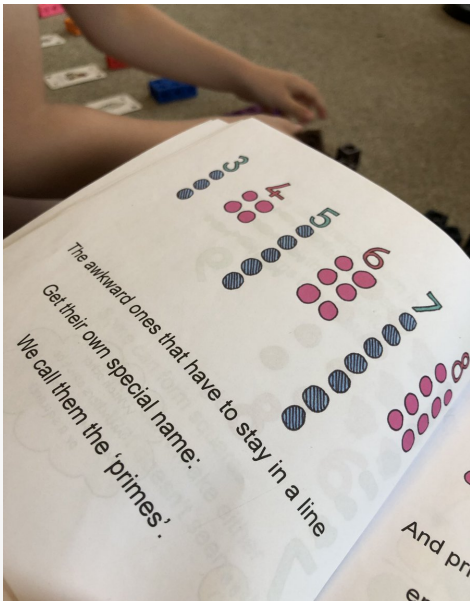 3
4
5
6
7
8
The awkward ones that have to stay in a line
Get their own special name:
We call them the 'primes'.
And